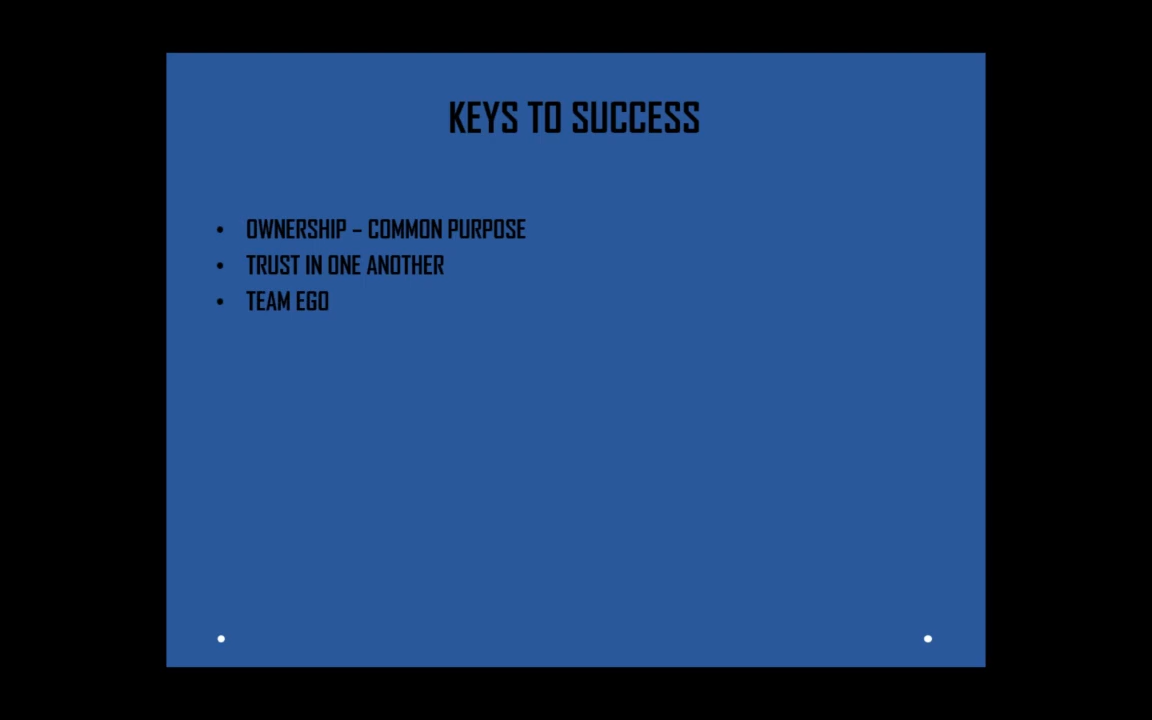 KEYS TO SUCCESS
• OWNERSHIP – COMMON PURPOSE
• TRUST IN ONE ANOTHER
• TEAM EGO